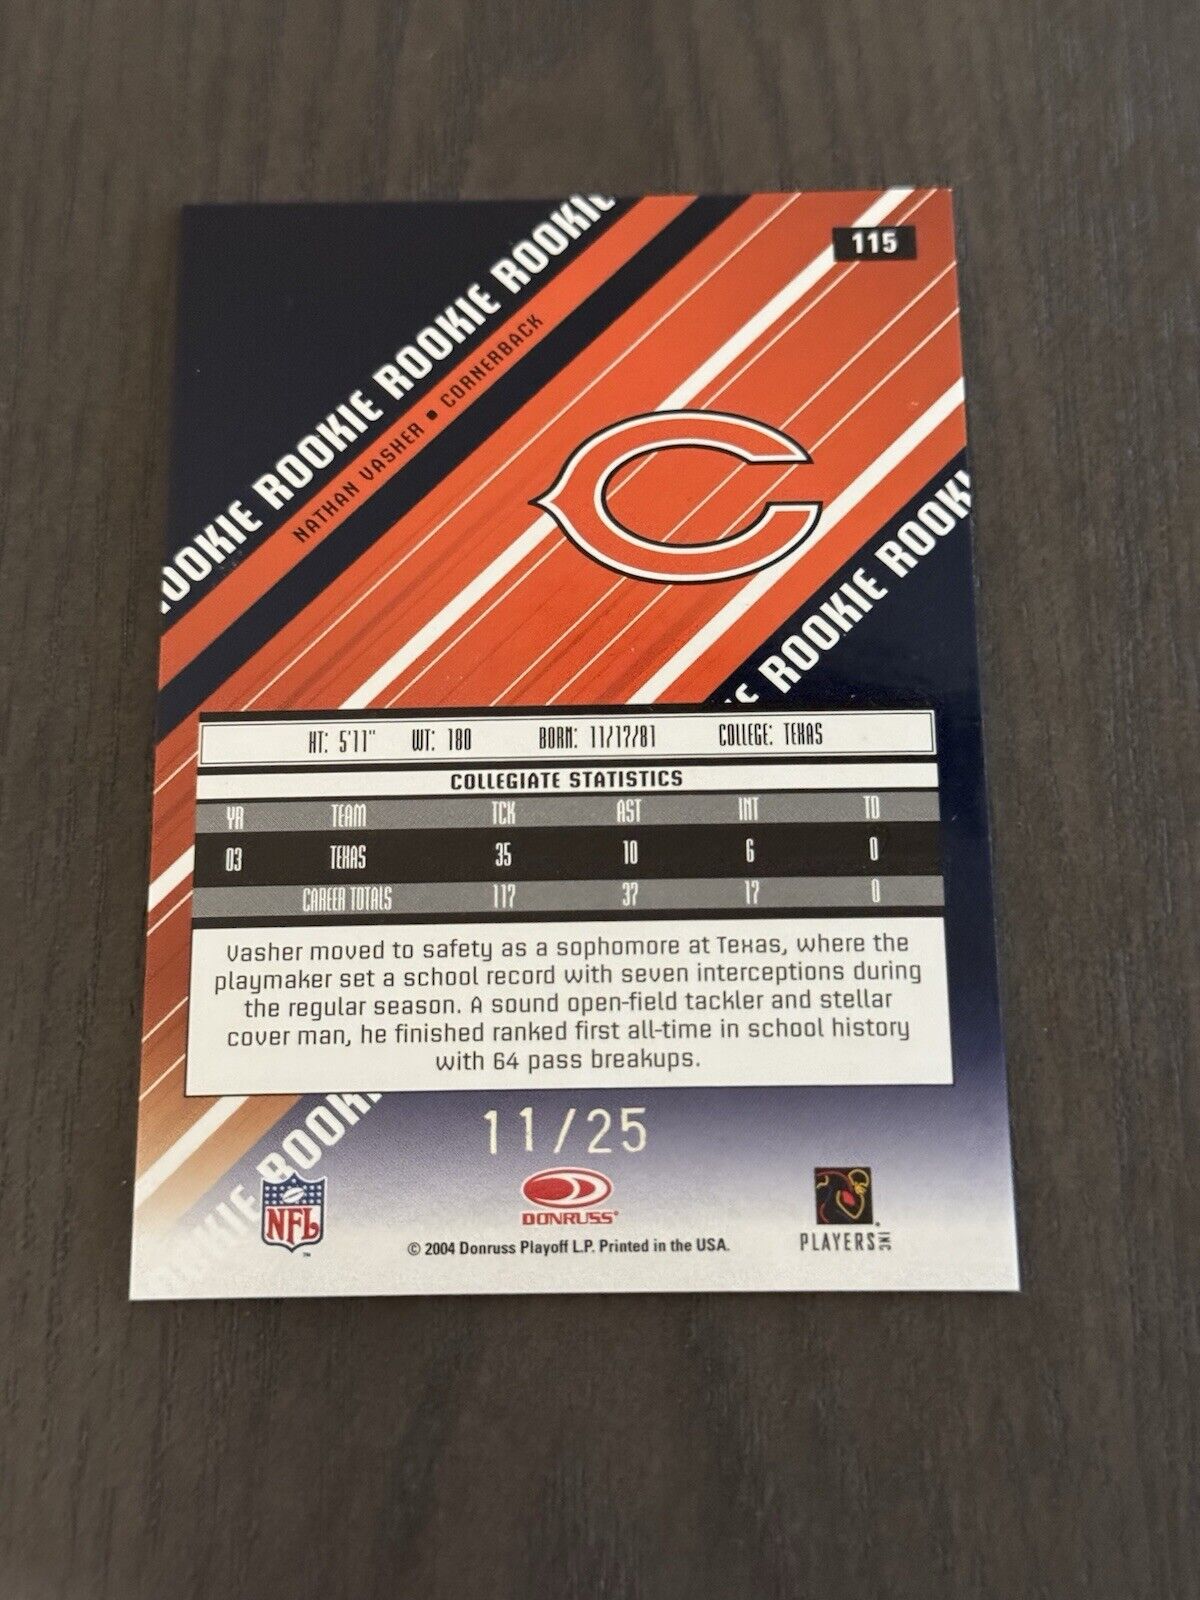 115
ROOKIE ROOKIE ROOKIE ROOKIE
NATHAN VASHER • CORNERBACK
ROOKIE ROOKIE
HT: 5'11" WT: 180 BORN: 11/17/81 COLLEGE: TEXAS
COLLEGIATE STATISTICS
YR TEAM TCK AST INT TD
03 TEXAS 35 10 6 0
CAREER TOTALS 117 37 17 0
Vasher moved to safety as a sophomore at Texas, where the
playmaker set a school record with seven interceptions during
the regular season. A sound open-field tackler and stellar
cover man, he finished ranked first all-time in school history
with 64 pass breakups.
11/25
ROOKIE ROOKIE
NFL
™
DONRUSS®
PLAYERS INC
© 2004 Donruss Playoff L.P. Printed in the USA.